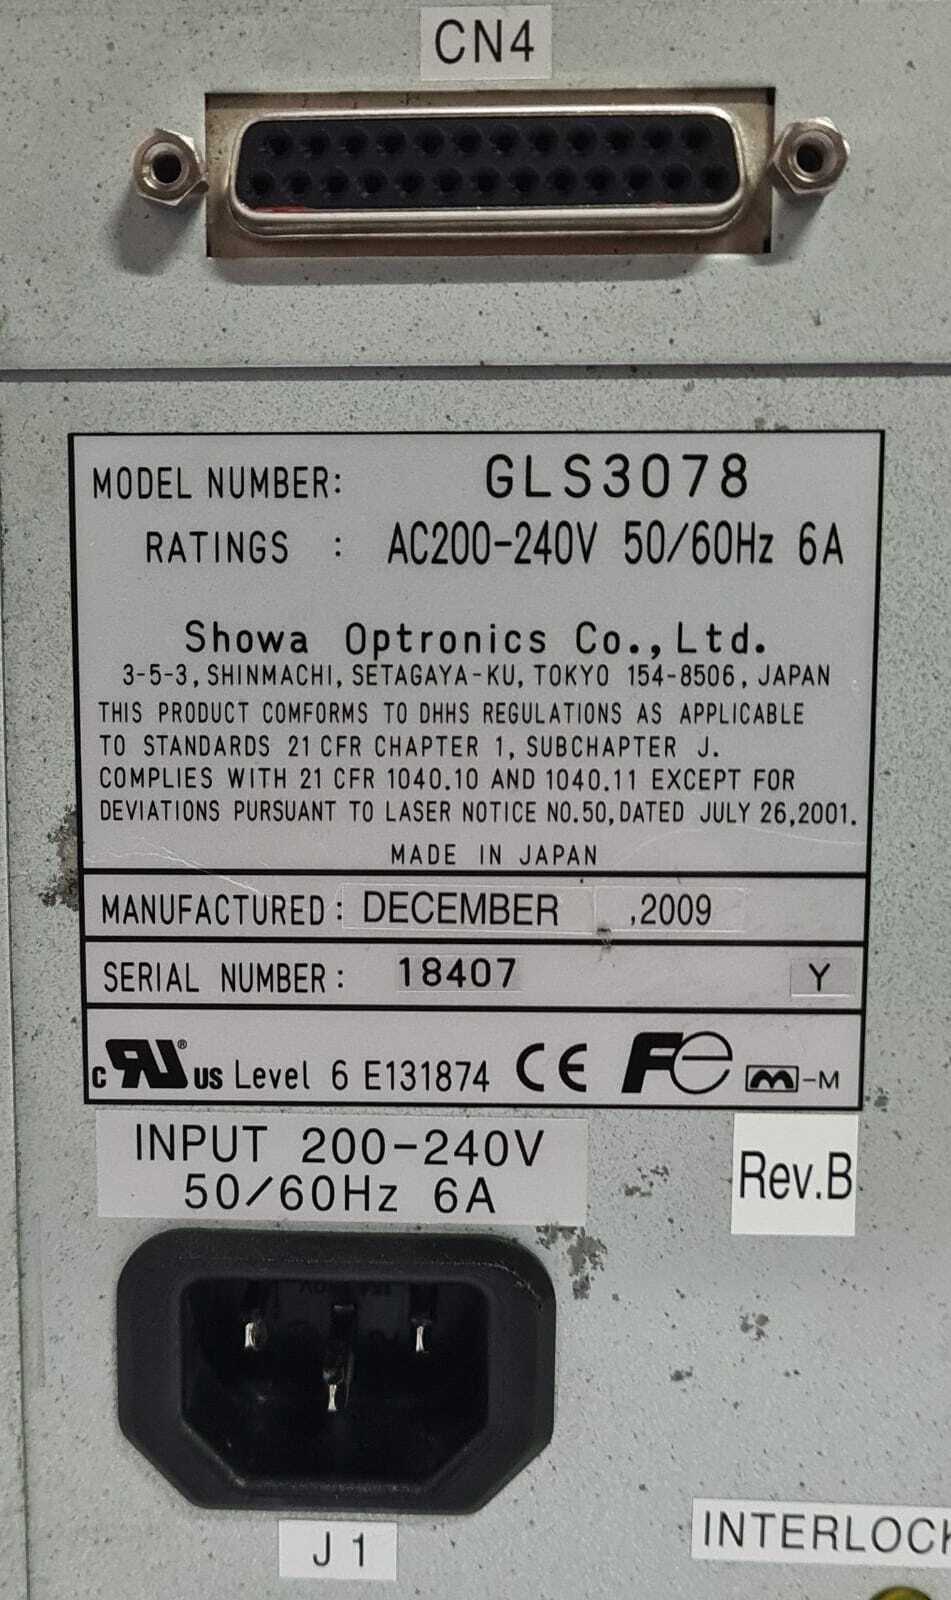 CN4
MODEL NUMBER: GLS3078
RATINGS : AC200-240V 50/60Hz 6A
Showa Optronics Co.,Ltd.
3-5-3, SHINMACHI, SETAGAYA-KU, TOKYO 154-8506, JAPAN
THIS PRODUCT COMFORMS TO DHHS REGULATIONS AS APPLICABLE
TO STANDARDS 21 CFR CHAPTER 1, SUBCHAPTER J.
COMPLIES WITH 21 CFR 1040.10 AND 1040.11 EXCEPT FOR
DEVIATIONS PURSUANT TO LASER NOTICE NO.50, DATED JULY 26,2001.
MADE IN JAPAN
MANUFACTURED: DECEMBER ,2009
SERIAL NUMBER: 18407 Y
c RU® US Level 6 E131874 CE Fe M-M
INPUT 200-240V
50/60Hz 6A
Rev.B
J1
INTERLOCK